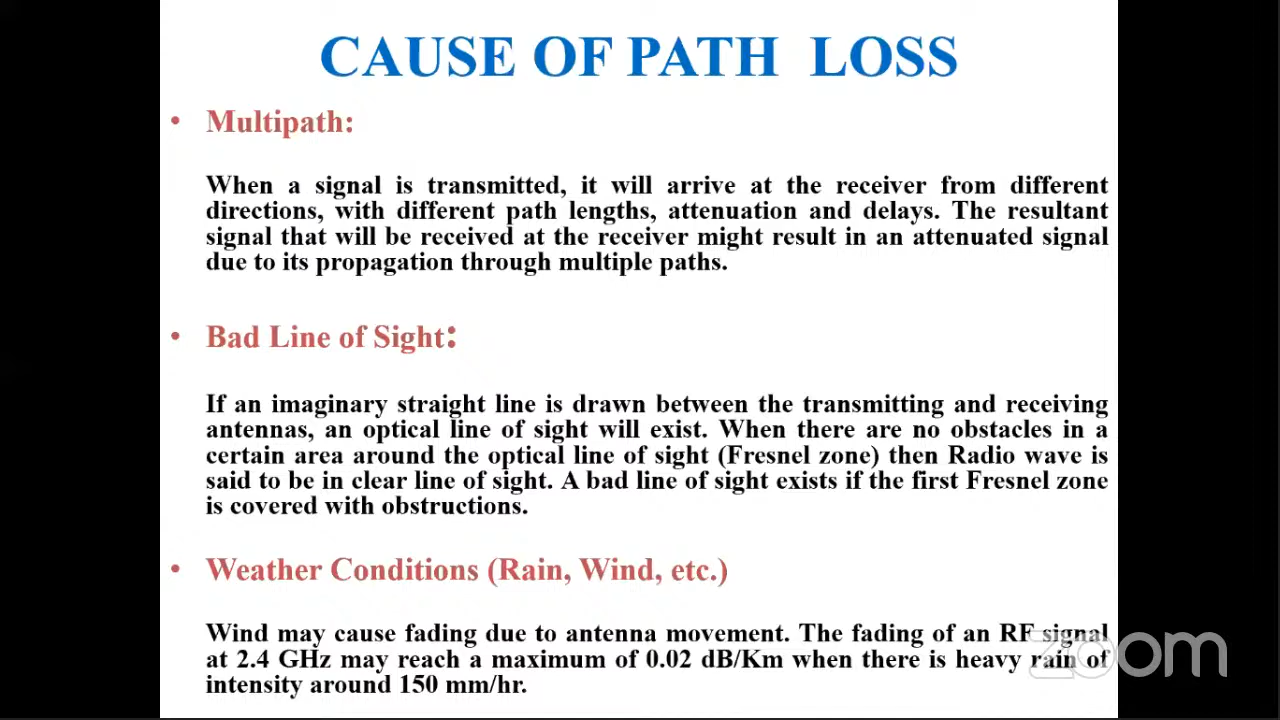 CAUSE OF PATH LOSS
• Multipath:
When a signal is transmitted, it will arrive at the receiver from different
directions, with different path lengths, attenuation and delays. The resultant
signal that will be received at the receiver might result in an attenuated signal
due to its propagation through multiple paths.
• Bad Line of Sight:
If an imaginary straight line is drawn between the transmitting and receiving
antennas, an optical line of sight will exist. When there are no obstacles in a
certain area around the optical line of sight (Fresnel zone) then Radio wave is
said to be in clear line of sight. A bad line of sight exists if the first Fresnel zone
is covered with obstructions.
• Weather Conditions (Rain, Wind, etc.)
Wind may cause fading due to antenna movement. The fading of an RF signal
at 2.4 GHz may reach a maximum of 0.02 dB/Km when there is heavy rain of
intensity around 150 mm/hr.
zoom